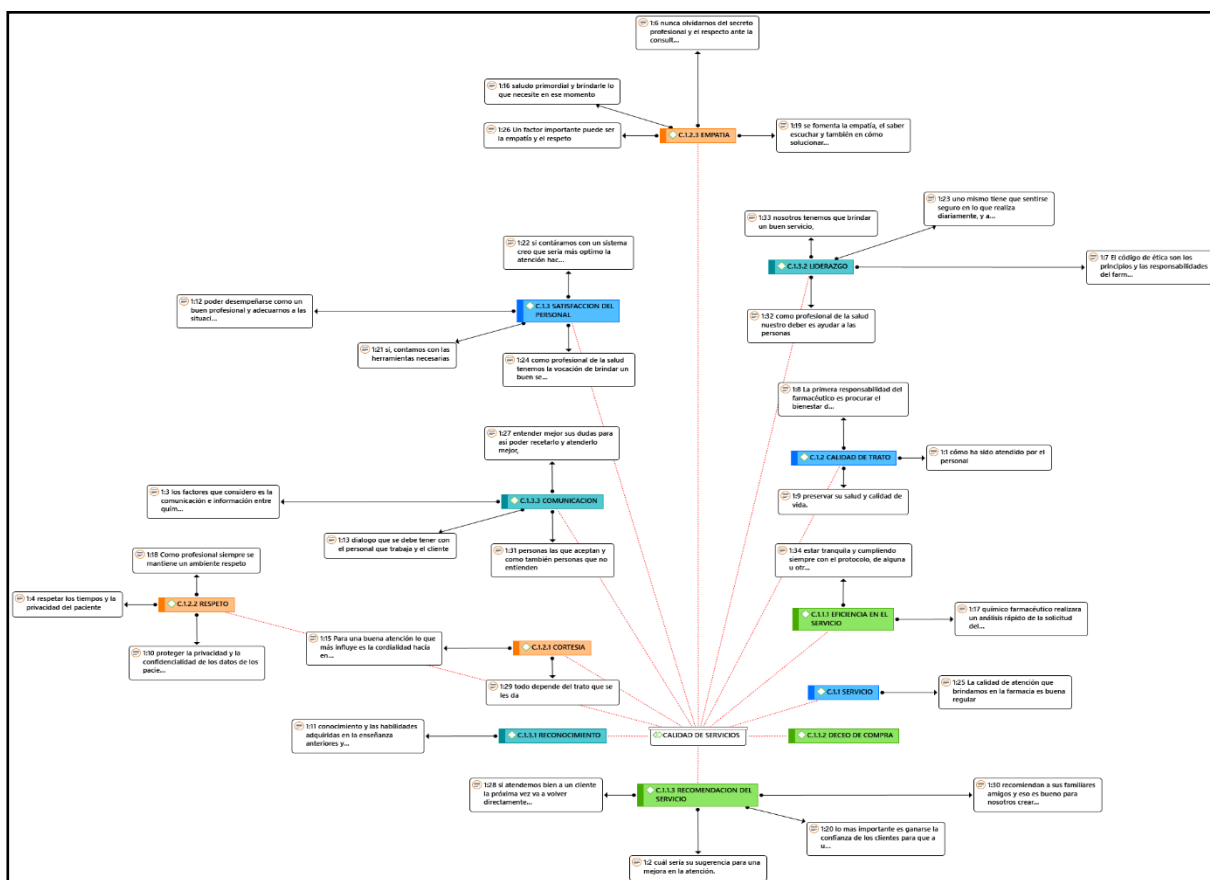 1:6 nunca olvidarnos del secreto
profesional y el respecto ante la
consult...
1:16 saludo primordial y brindarle lo
que necesite en ese momento
1:26 Un factor importante puede ser
la empatía y el respeto
C.1.2.3 EMPATIA
1:19 se fomenta la empatía, el saber
escuchar y también en cómo
solucionar...
1:23 uno mismo tiene que sentirse
seguro en lo que realiza
diariamente, y a...
1:33 nosotros tenemos que brindar
un buen servicio,
C.1.3.2 LIDERAZGO
1:7 El código de ética son los
principios y las responsabilidades
del farm...
1:32 como profesional de la salud
nuestro deber es ayudar a las
personas
1:22 si contáramos con un sistema
creo que sería más optimo la
atención hac...
1:12 poder desempeñarse como un
buen profesional y adecuarnos a las
situaci...
C.1.3 SATISFACCION DEL
PERSONAL
1:21 si, contamos con las
herramientas necesarias
1:24 como profesional de la salud
tenemos la vocación de brindar un
buen se...
1:8 La primera responsabilidad del
farmacéutico es procurar el
bienestar d...
C.1.2 CALIDAD DE TRATO
1:1 cómo ha sido atendido por el
personal
1:9 preservar su salud y calidad de
vida.
1:27 entender mejor sus dudas para
así poder recetarlo y atenderlo
mejor,
1:3 los factores que considero es la
comunicación e información entre
quim...
C.1.3.3 COMUNICACION
1:13 dialogo que se debe tener con
el personal que trabaja y el cliente
1:31 personas las que aceptan y
como también personas que no
entienden
1:34 estar tranquila y cumpliendo
siempre con el protocolo, de alguna
u otr...
C.1.1.1 EFICIENCIA EN EL
SERVICIO
1:17 químico farmacéutico realizara
un análisis rápido de la solicitud
del...
1:18 Como profesional siempre se
mantiene un ambiente respeto
1:4 respetar los tiempos y la
privacidad del paciente
C.1.2.2 RESPETO
1:10 proteger la privacidad y la
confidencialidad de los datos de los
pacie...
1:15 Para una buena atención lo que
más influye es la cordialidad hacía
en...
C.1.2.1 CORTESIA
1:29 todo depende del trato que se
les da
C.1.1 SERVICIO
1:25 La calidad de atención que
brindamos en la farmacia es buena
regular
1:11 conocimiento y las habilidades
adquiridas en la enseñanza
anteriores y...
C.1.3.1 RECONOCIMIENTO
CALIDAD DE SERVICIOS
C.1.1.2 DECEO DE COMPRA
1:28 si atendemos bien a un cliente
la próxima vez va a volver
directamente...
C.1.1.3 RECOMENDACION DEL
SERVICIO
1:30 recomiendan a sus familiares
amigos y eso es bueno para
nosotros crear...
1:20 lo mas importante es ganarse la
confianza de los clientes para que a
u...
1:2 cuál sería su sugerencia para una
mejora en la atención.